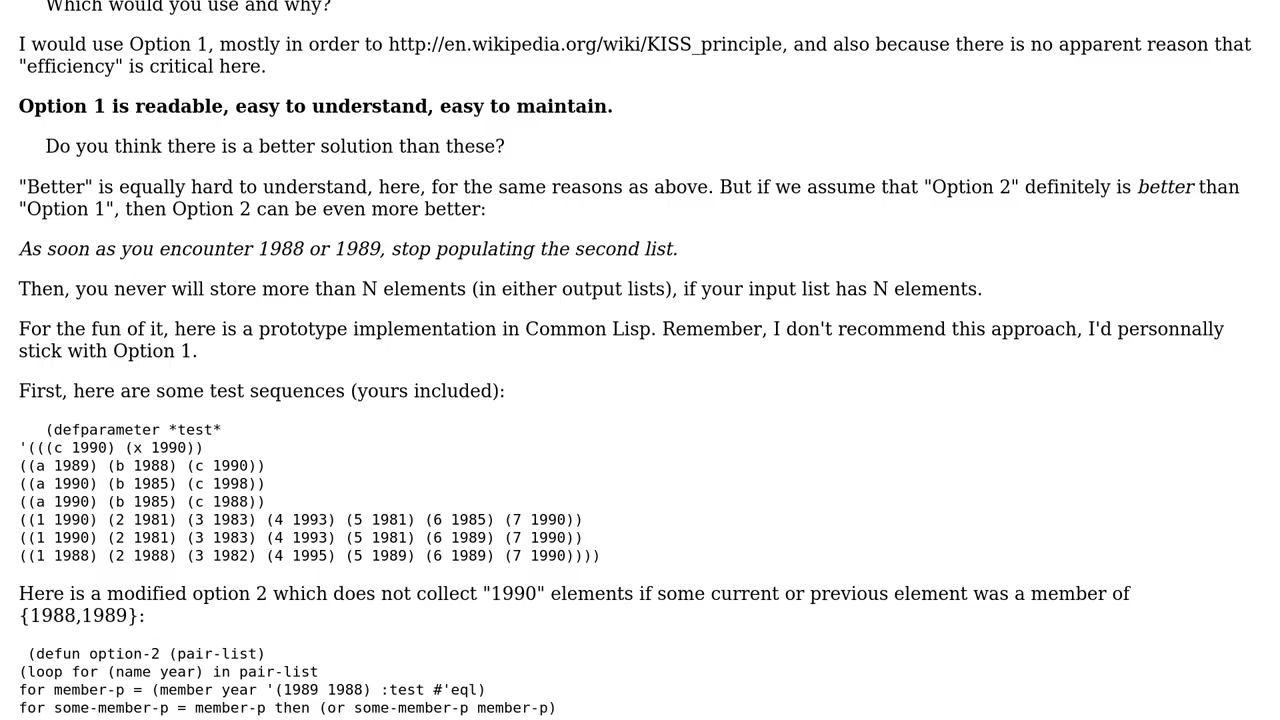 Which would you use and why?
I would use Option 1, mostly in order to http://en.wikipedia.org/wiki/KISS_principle, and also because there is no apparent reason that
"efficiency" is critical here.
Option 1 is readable, easy to understand, easy to maintain.
Do you think there is a better solution than these?
"Better" is equally hard to understand, here, for the same reasons as above. But if we assume that "Option 2" definitely is better than
"Option 1", then Option 2 can be even more better:
As soon as you encounter 1988 or 1989, stop populating the second list.
Then, you never will store more than N elements (in either output lists), if your input list has N elements.
For the fun of it, here is a prototype implementation in Common Lisp. Remember, I don't recommend this approach, I'd personnally
stick with Option 1.
First, here are some test sequences (yours included):
(defparameter *test*
'(((c 1990) (x 1990))
((a 1989) (b 1988) (c 1990))
((a 1990) (b 1985) (c 1998))
((a 1990) (b 1985) (c 1988))
((1 1990) (2 1981) (3 1983) (4 1993) (5 1981) (6 1985) (7 1990))
((1 1990) (2 1981) (3 1983) (4 1993) (5 1981) (6 1989) (7 1990))
((1 1988) (2 1988) (3 1982) (4 1995) (5 1989) (6 1989) (7 1990))))
Here is a modified option 2 which does not collect "1990" elements if some current or previous element was a member of
{1988,1989}:
(defun option-2 (pair-list)
(loop for (name year) in pair-list
for member-p = (member year '(1989 1988) :test #'eql)
for some-member-p = member-p then (or some-member-p member-p)